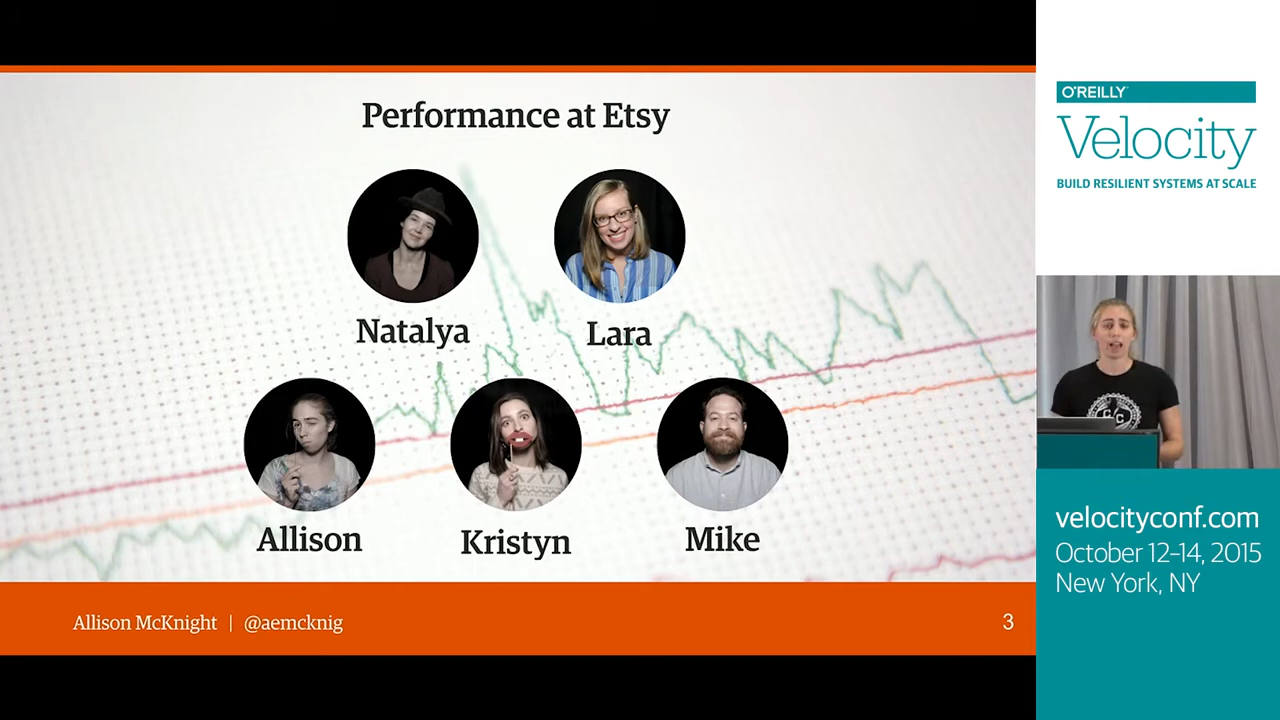 Performance at Etsy
Natalya
Lara
Allison
Kristyn
Mike
Allison McKnight | @aemcknig
3
O'REILLY
Velocity
BUILD RESILIENT SYSTEMS AT SCALE
velocityconf.com
October 12–14, 2015
New York, NY